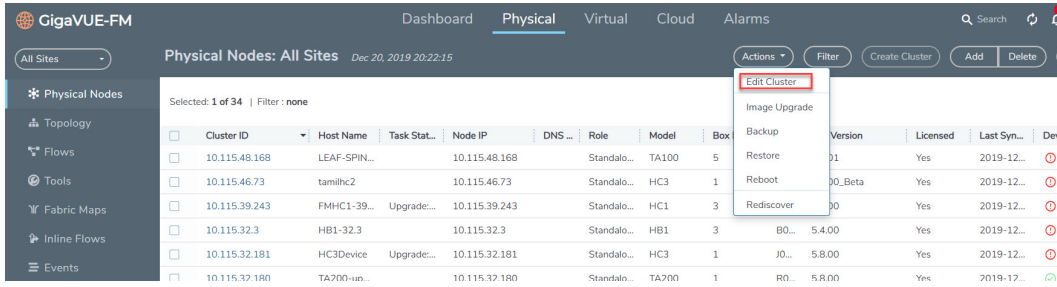 GigaVUE-FM Dashboard Physical Virtual Cloud Alarms Search
All Sites Physical Nodes: All Sites Dec 20, 2019 20:22:15 Actions Filter Create Cluster Add Delete
Physical Nodes
Topology
Flows
Tools
Fabric Maps
Inline Flows
Events
Selected: 1 of 34 | Filter : none
Edit Cluster
Image Upgrade
Backup
Restore
Reboot
Rediscover
Cluster ID Host Name Task Stat... Node IP DNS ... Role Model Box Version Licensed Last Syn... Dev
10.115.48.168 LEAF-SPIN... 10.115.48.168 Standalo... TA100 5 01 Yes 2019-12...
10.115.46.73 tamilhc2 10.115.46.73 Standalo... HC3 1 00_Beta Yes 2019-12...
10.115.39.243 FMHC1-39... Upgrade:... 10.115.39.243 Standalo... HC1 3 00 Yes 2019-12...
10.115.32.3 HB1-32.3 10.115.32.3 Standalo... HB1 3 B0... 5.4.00 Yes 2019-12...
10.115.32.181 HC3Device Upgrade:... 10.115.32.181 Standalo... HC3 1 J0... 5.8.00 Yes 2019-12...
10.115.32.180 TA200-up... 10.115.32.180 Standalo... TA200 1 R0... 5.8.00 Yes 2019-12...